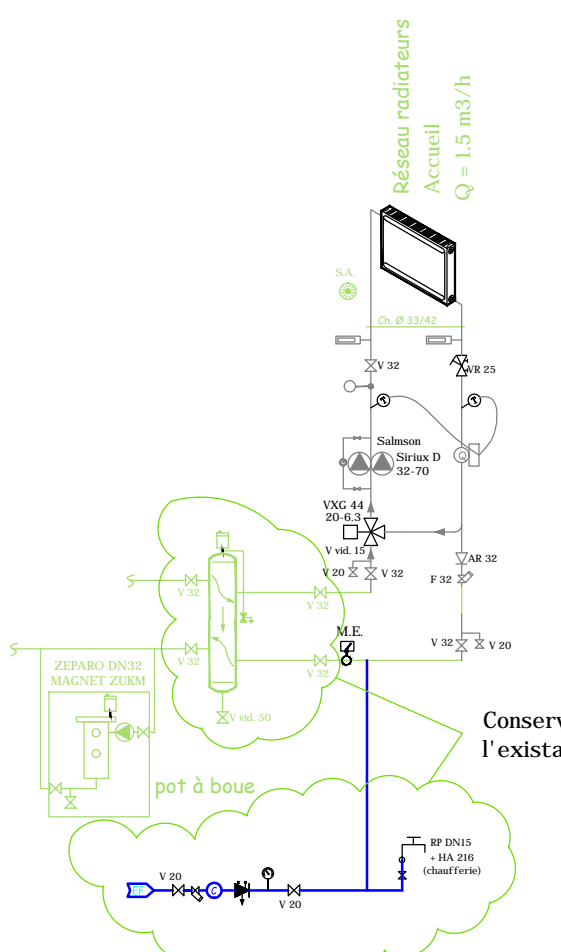 Réseau radiateurs
Accueil
Q = 1.5 m3/h
S.A.
Ch. Ø 33/42
V 32
VR 25
Salmson
Siriux D
32-70
VXG 44
20-6.3
V vid. 15
V 20
V 32
AR 32
F 32
V 32
V 32
V 32
V 32
M.E.
V 32
V 20
ZEPARO DN32
MAGNET ZUKM
V vid. 50
Conserv
l'exista
pot à boue
RP DN15
+ HA 216
(chaufferie)
EF
V 20
C
V 20